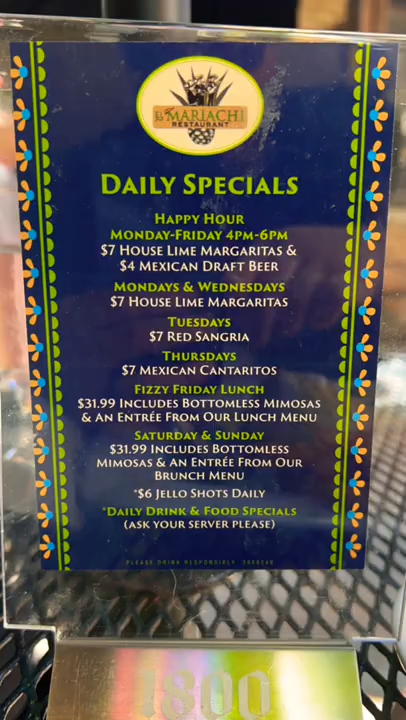 El Mariachi
RESTAURANT
DAILY SPECIALS
HAPPY HOUR
MONDAY-FRIDAY 4PM-6PM
$7 HOUSE LIME MARGARITAS &
$4 MEXICAN DRAFT BEER
MONDAYS & WEDNESDAYS
$7 HOUSE LIME MARGARITAS
TUESDAYS
$7 RED SANGRIA
THURSDAYS
$7 MEXICAN CANTARITOS
FIZZY FRIDAY LUNCH
$31.99 INCLUDES BOTTOMLESS MIMOSAS
& AN ENTRÉE FROM OUR LUNCH MENU
SATURDAY & SUNDAY
$31.99 INCLUDES BOTTOMLESS
MIMOSAS & AN ENTRÉE FROM OUR
BRUNCH MENU
*$6 JELLO SHOTS DAILY
*DAILY DRINK & FOOD SPECIALS
(ASK YOUR SERVER PLEASE)
PLEASE DRINK RESPONSIBLY
1800